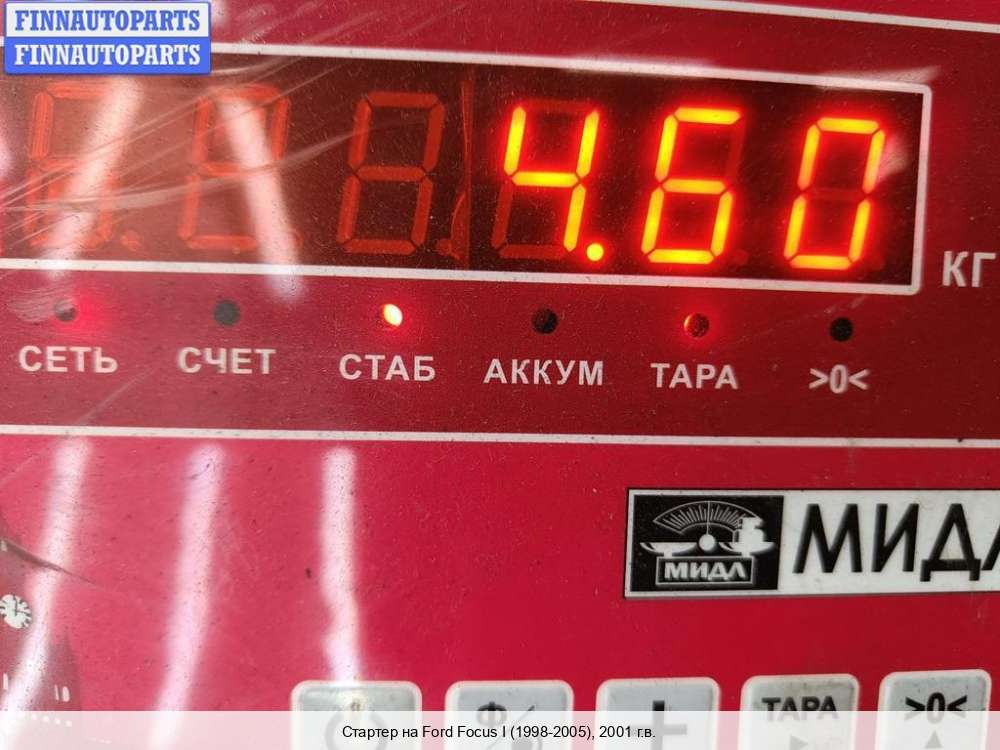 FINNAUTOPARTS
FINNAUTOPARTS
4.60
КГ
СЕТЬ СЧЕТ СТАБ АККУМ ТАРА >0<
МИДЛ МИДЛ
Ф + ТАРА >0<
Стартер на Ford Focus I (1998-2005), 2001 г.в.